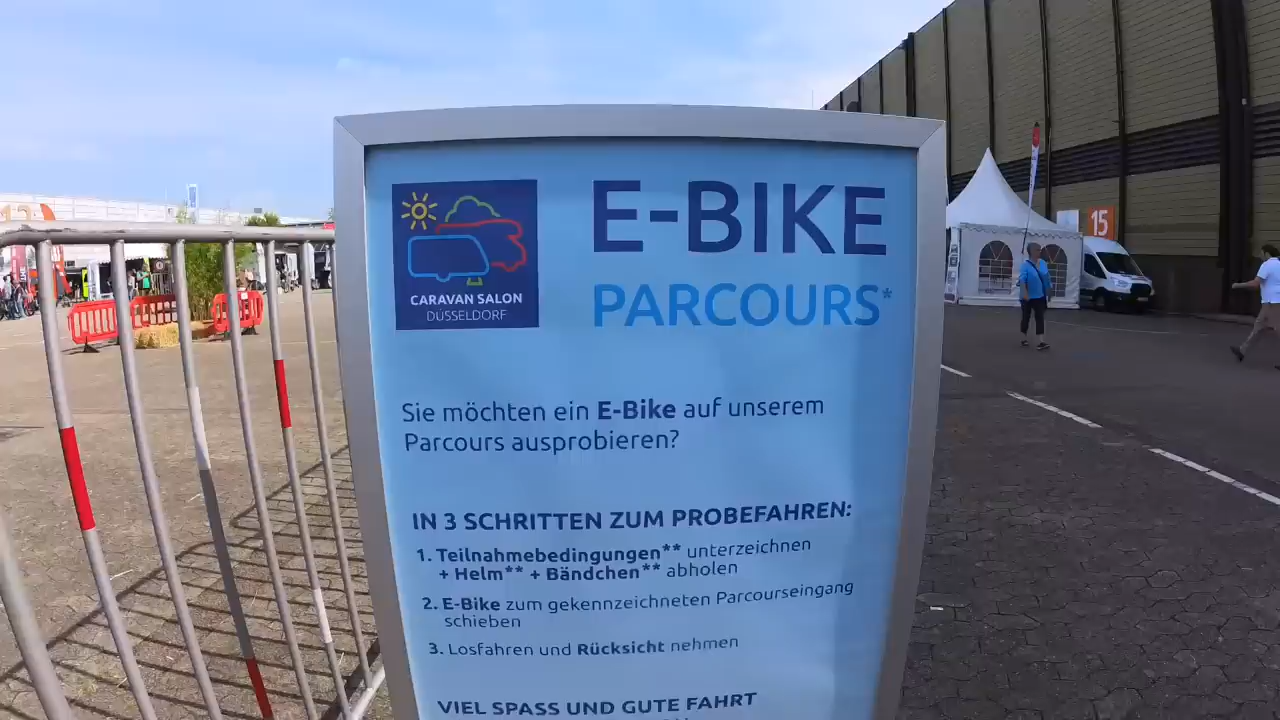 E-BIKE
PARCOURS*
CARAVAN SALON
DÜSSELDORF
Sie möchten ein E-Bike auf unserem
Parcours ausprobieren?
IN 3 SCHRITTEN ZUM PROBEFAHREN:
1. Teilnahmebedingungen** unterzeichnen
+ Helm** + Bändchen** abholen
2. E-Bike zum gekennzeichneten Parcourseingang
schieben
3. Losfahren und Rücksicht nehmen
VIEL SPASS UND GUTE FAHRT
15